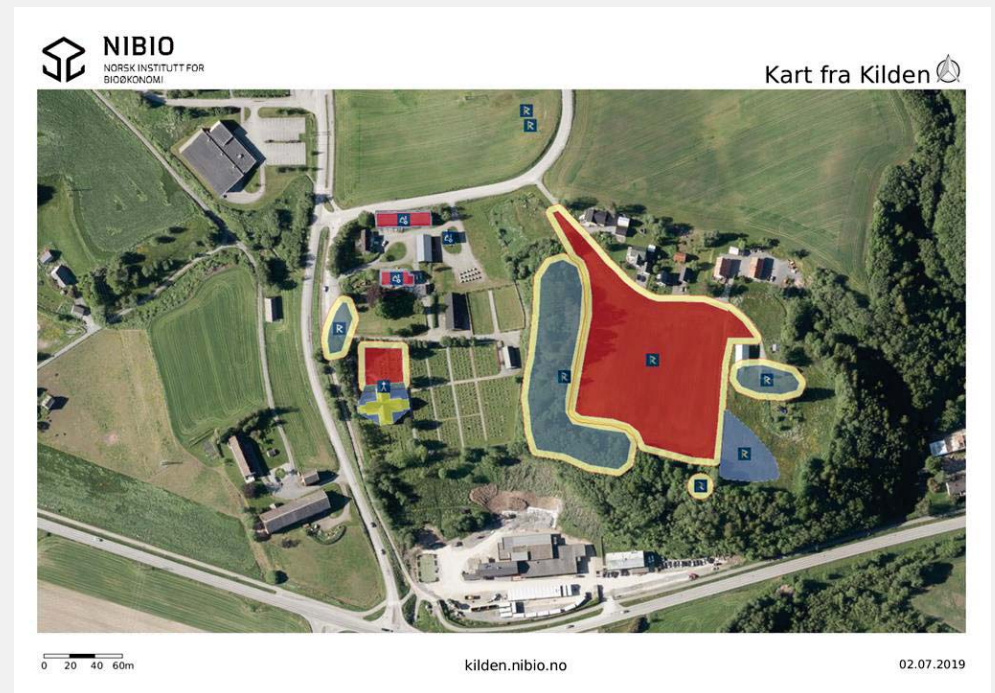 NIBIO
NORSK INSTITUTT FOR
BIOØKONOMI
Kart fra Kilden
R
R
R
R
R
R
R
0 20 40 60m
kilden.nibio.no
02.07.2019